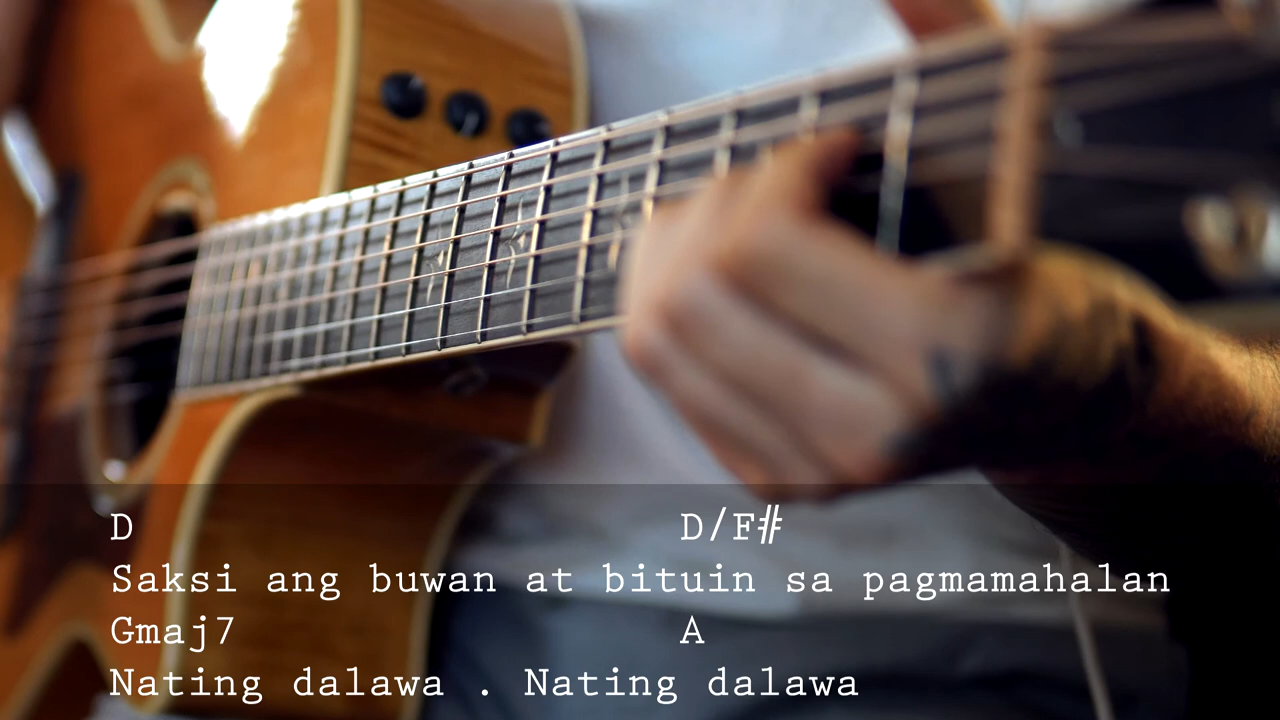 D D/F#
Saksi ang buwan at bituin sa pagmamahalan
Gmaj7 A
Nating dalawa . Nating dalawa